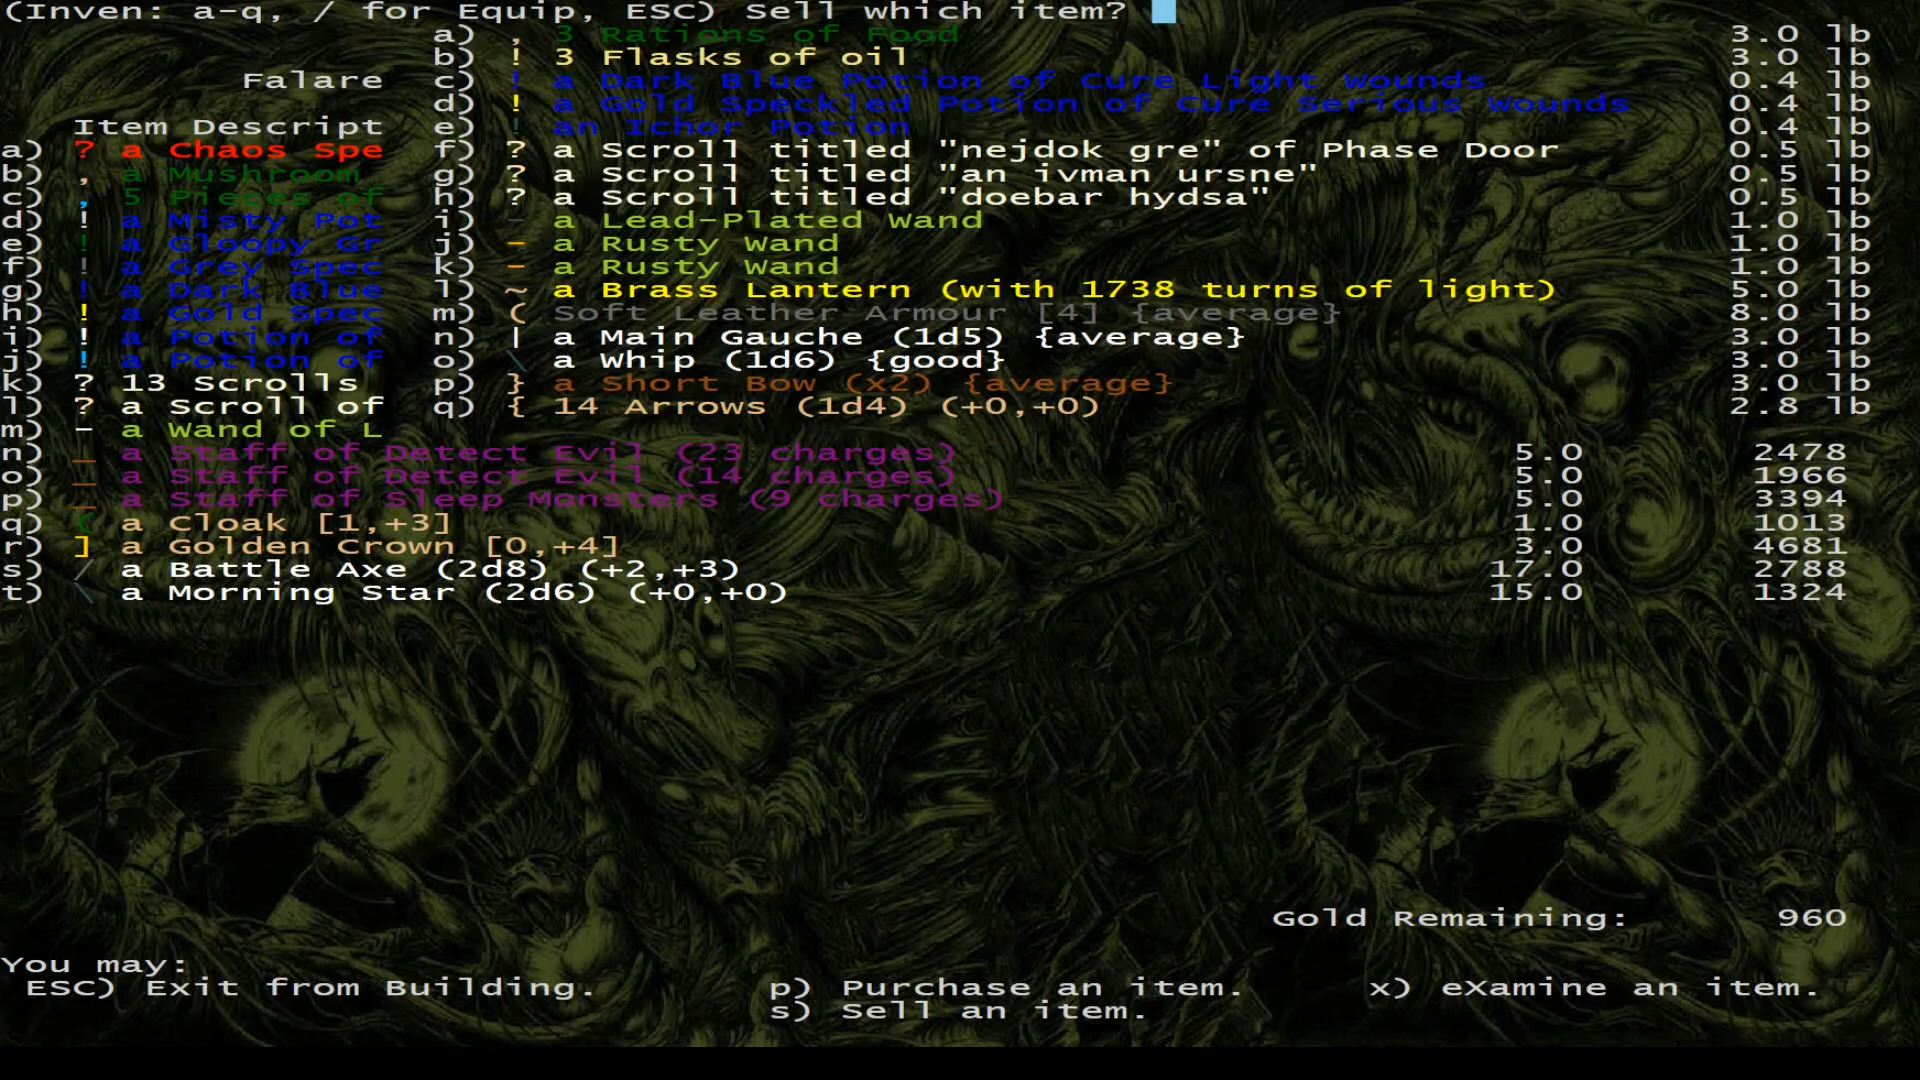 (Inven: a-q, / for Equip, ESC) Sell which item?
a) , 3 Rations of Food 3.0 lb
b) ! 3 Flasks of oil 3.0 lb
Falare c) ! a Dark Blue Potion of Cure Light Wounds 0.4 lb
d) ! a Gold Speckled Potion of Cure Serious Wounds 0.4 lb
Item Descript e) ! an Ichor Potion 0.4 lb
a) ? a Chaos Spe f) ? a Scroll titled "nejdok gre" of Phase Door 0.5 lb
b) , a Mushroom g) ? a Scroll titled "an ivman ursne" 0.5 lb
c) , 5 Pieces of h) ? a Scroll titled "doebar hydsa" 0.5 lb
d) ! a Misty Pot i) - a Lead-Plated Wand 1.0 lb
e) ! a Gloopy Gr j) - a Rusty Wand 1.0 lb
f) ! a Grey Spec k) - a Rusty Wand 1.0 lb
g) ! a Dark Blue l) ~ a Brass Lantern (with 1738 turns of light) 5.0 lb
h) ! a Gold Spec m) ( Soft Leather Armour [4] {average} 8.0 lb
i) ! a Potion of n) | a Main Gauche (1d5) {average} 3.0 lb
j) ! a Potion of o) \ a Whip (1d6) {good} 3.0 lb
k) ? 13 Scrolls p) } a Short Bow (x2) {average} 3.0 lb
l) ? a Scroll of q) { 14 Arrows (1d4) (+0,+0) 2.8 lb
m) - a Wand of L
n) _ a Staff of Detect Evil (23 charges) 5.0 2478
o) _ a Staff of Detect Evil (14 charges) 5.0 1966
p) _ a Staff of Sleep Monsters (9 charges) 5.0 3394
q) ( a Cloak [1,+3] 1.0 1013
r) ] a Golden Crown [0,+4] 3.0 4681
s) / a Battle Axe (2d8) (+2,+3) 17.0 2788
t) \ a Morning Star (2d6) (+0,+0) 15.0 1324
Gold Remaining: 960
You may:
ESC) Exit from Building. p) Purchase an item. x) eXamine an item.
s) Sell an item.